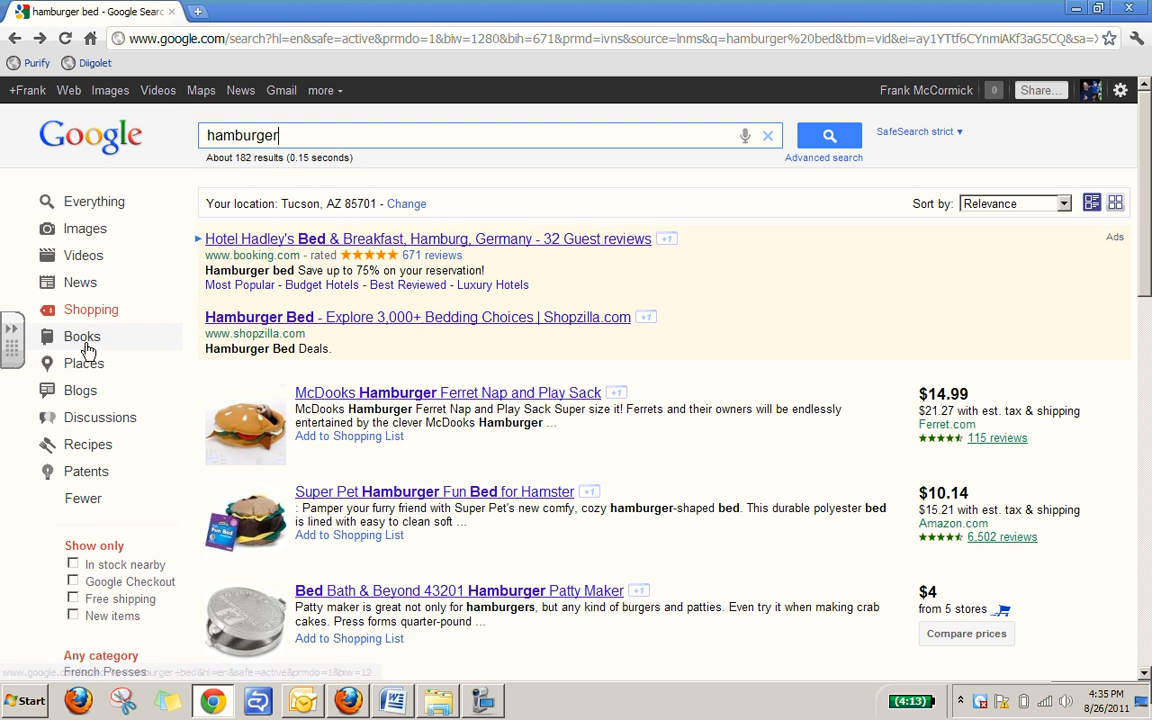 hamburger bed - Google Searc
www.google.com/search?hl=en&safe=active&prmdo=1&biw=1280&bih=671&prmd=ivns&source=lnms&q=hamburger%20bed&tbm=vid&ei=ay1YTtf6CYnmiAKf3aG5CQ&sa=X
Purify Diigolet
+Frank Web Images Videos Maps News Gmail more Frank McCormick 0 Share...
Google
hamburger
SafeSearch strict
About 182 results (0.15 seconds)
Advanced search
Everything
Images
Videos
News
Shopping
Books
Places
Blogs
Discussions
Recipes
Patents
Fewer
Show only
In stock nearby
Google Checkout
Free shipping
New items
Any category
French Presses
Your location: Tucson, AZ 85701 - Change
Sort by: Relevance
Hotel Hadley's Bed & Breakfast, Hamburg, Germany - 32 Guest reviews +1
Ads
www.booking.com - rated 671 reviews
Hamburger bed Save up to 75% on your reservation!
Most Popular - Budget Hotels - Best Reviewed - Luxury Hotels
Hamburger Bed - Explore 3,000+ Bedding Choices | Shopzilla.com +1
www.shopzilla.com
Hamburger Bed Deals.
McDooks Hamburger Ferret Nap and Play Sack +1
McDooks Hamburger Ferret Nap and Play Sack Super size it! Ferrets and their owners will be endlessly
entertained by the clever McDooks Hamburger ...
Add to Shopping List
$14.99
$21.27 with est. tax & shipping
Ferret.com
115 reviews
Super Pet Hamburger Fun Bed for Hamster +1
: Pamper your furry friend with Super Pet's new comfy, cozy hamburger-shaped bed. This durable polyester bed
is lined with easy to clean soft ...
Add to Shopping List
$10.14
$15.21 with est. tax & shipping
Amazon.com
6,502 reviews
Bed Bath & Beyond 43201 Hamburger Patty Maker +1
Patty maker is great not only for hamburgers, but any kind of burgers and patties. Even try it when making crab
cakes. Press forms quarter-pound ...
Add to Shopping List
$4
from 5 stores
Compare prices
Start
(4:13)
4:35 PM
8/26/2011